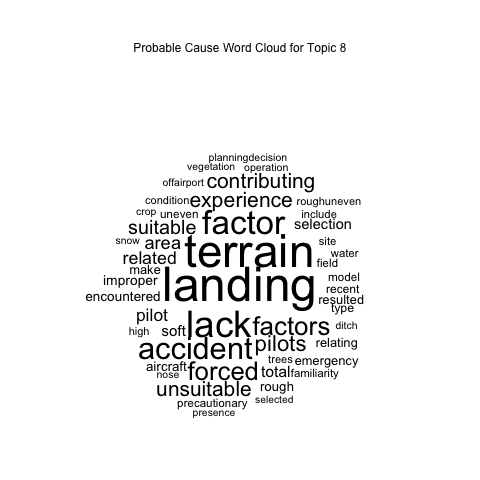 Probable Cause Word Cloud for Topic 8
planningdecision
vegetation operation
offairport contributing
condition experience roughuneven
crop uneven factor include
suitable selection
snow area terrain site
related water
field
make landing model
improper recent
encountered resulted
type
pilot lack factors
high soft ditch
accident pilots relating
trees emergency
aircraft forced total familiarity
nose
unsuitable rough
precautionary selected
presence